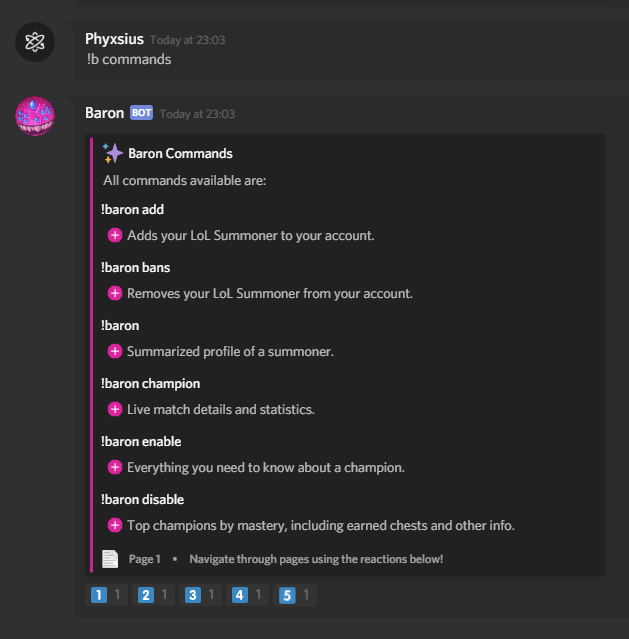 Phyxsius Today at 23:03
!b commands
Baron BOT Today at 23:03
Baron Commands
All commands available are:
!baron add
Adds your LoL Summoner to your account.
!baron bans
Removes your LoL Summoner from your account.
!baron
Summarized profile of a summoner.
!baron champion
Live match details and statistics.
!baron enable
Everything you need to know about a champion.
!baron disable
Top champions by mastery, including earned chests and other info.
Page 1 • Navigate through pages using the reactions below!
1 1 2 1 3 1 4 1 5 1